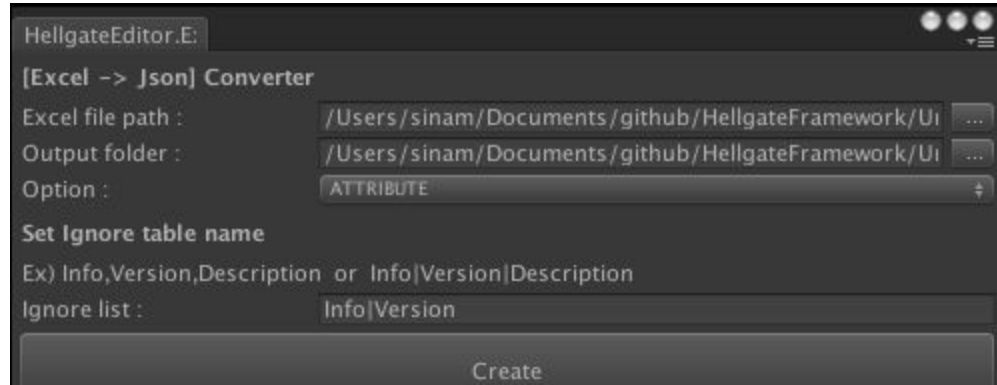 HellgateEditor.E:
[Excel -> Json] Converter
Excel file path : /Users/sinam/Documents/github/HellgateFramework/U ...
Output folder : /Users/sinam/Documents/github/HellgateFramework/U ...
Option : ATTRIBUTE
Set Ignore table name
Ex) Info,Version,Description or Info|Version|Description
Ignore list : Info|Version
Create